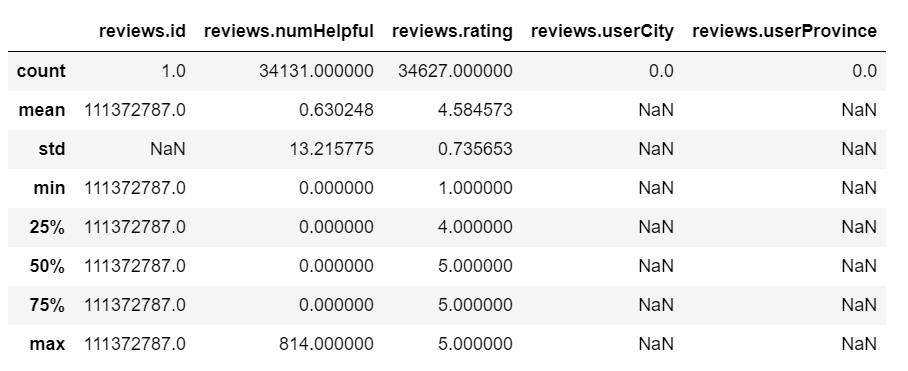 reviews.id reviews.numHelpful reviews.rating reviews.userCity reviews.userProvince
count 1.0 34131.000000 34627.000000 0.0 0.0
mean 111372787.0 0.630248 4.584573 NaN NaN
std NaN 13.215775 0.735653 NaN NaN
min 111372787.0 0.000000 1.000000 NaN NaN
25% 111372787.0 0.000000 4.000000 NaN NaN
50% 111372787.0 0.000000 5.000000 NaN NaN
75% 111372787.0 0.000000 5.000000 NaN NaN
max 111372787.0 814.000000 5.000000 NaN NaN